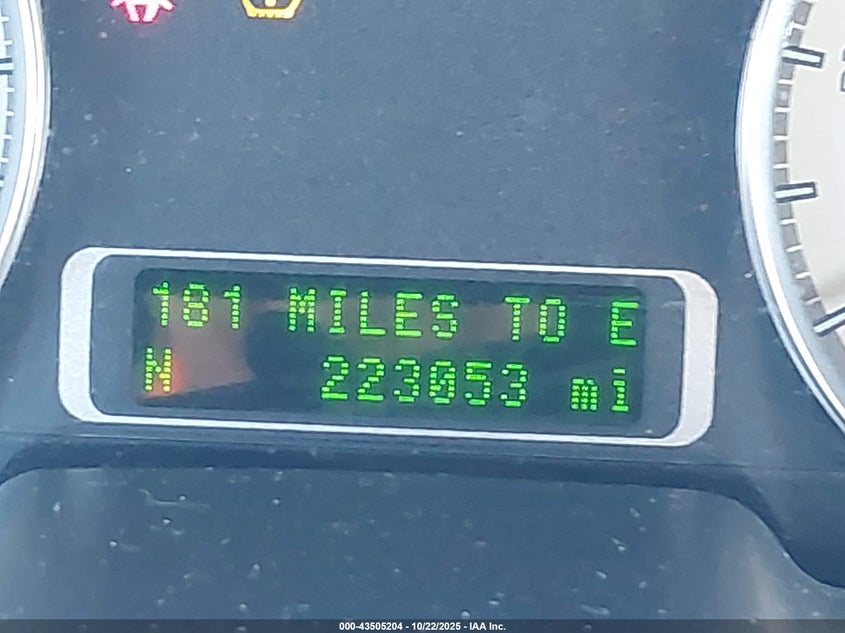 181 MILES TO E
N 223053 mi
000-43505204 - 10/22/2025 - IAA Inc.